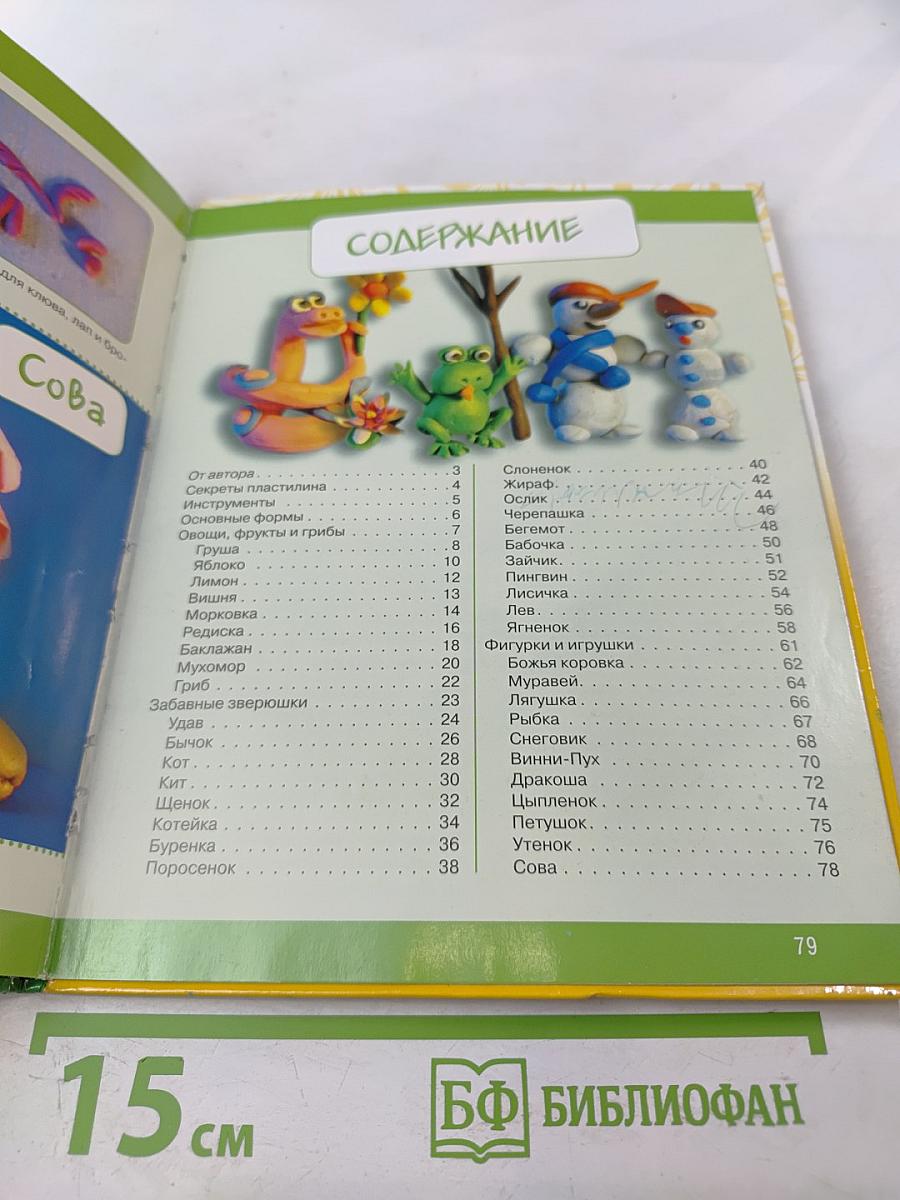 для клюва, лап и бро-
Сова
СОДЕРЖАНИЕ
От автора . . . . . . . . . . 3
Секреты пластилина . . . . . . . . . . 4
Инструменты . . . . . . . . . . 5
Основные формы . . . . . . . . . . 6
Овощи, фрукты и грибы . . . . . . . . . . 7
Груша . . . . . . . . . . 8
Яблоко . . . . . . . . . . 10
Лимон . . . . . . . . . . 12
Вишня . . . . . . . . . . 13
Морковка . . . . . . . . . . 14
Редиска . . . . . . . . . . 16
Баклажан . . . . . . . . . . 18
Мухомор . . . . . . . . . . 20
Гриб . . . . . . . . . . 22
Забавные зверюшки . . . . . . . . . . 23
Удав . . . . . . . . . . 24
Бычок . . . . . . . . . . 26
Кот . . . . . . . . . . 28
Кит . . . . . . . . . . 30
Щенок . . . . . . . . . . 32
Котейка . . . . . . . . . . 34
Буренка . . . . . . . . . . 36
Поросенок . . . . . . . . . . 38
Слоненок . . . . . . . . . . 40
Жираф . . . . . . . . . . 42
Ослик . . . . . . . . . . 44
Черепашка . . . . . . . . . . 46
Бегемот . . . . . . . . . . 48
Бабочка . . . . . . . . . . 50
Зайчик . . . . . . . . . . 51
Пингвин . . . . . . . . . . 52
Лисичка . . . . . . . . . . 54
Лев . . . . . . . . . . 56
Ягненок . . . . . . . . . . 58
Фигурки и игрушки . . . . . . . . . . 61
Божья коровка . . . . . . . . . . 62
Муравей . . . . . . . . . . 64
Лягушка . . . . . . . . . . 66
Рыбка . . . . . . . . . . 67
Снеговик . . . . . . . . . . 68
Винни-Пух . . . . . . . . . . 70
Дракоша . . . . . . . . . . 72
Цыпленок . . . . . . . . . . 74
Петушок . . . . . . . . . . 75
Утенок . . . . . . . . . . 76
Сова . . . . . . . . . . 78
79
15 см
БФ БИБЛИОФАН